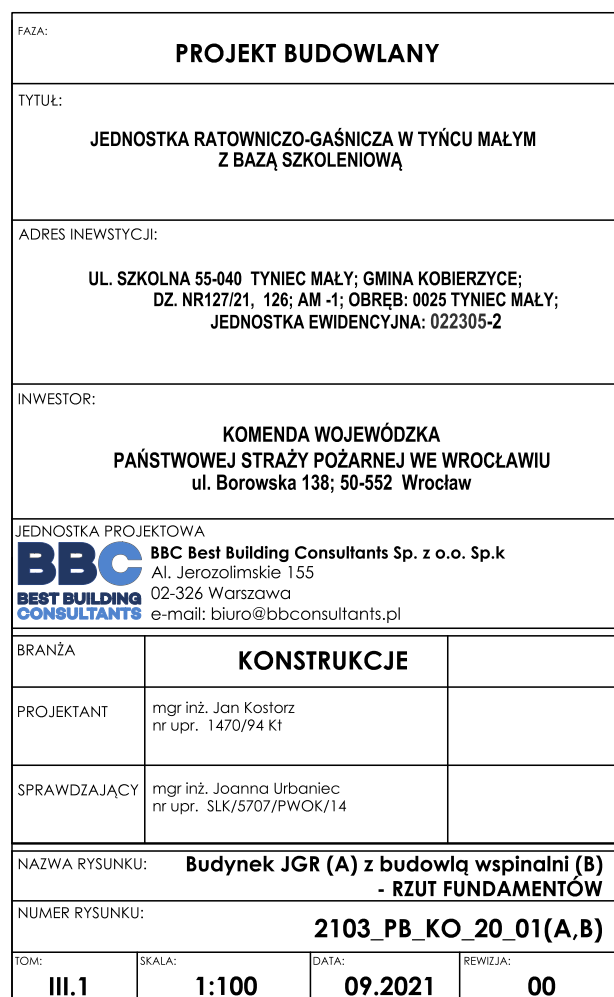 FAZA:
PROJEKT BUDOWLANY
TYTUŁ:
JEDNOSTKA RATOWNICZO-GAŚNICZA W TYŃCU MAŁYM
Z BAZĄ SZKOLENIOWĄ
ADRES INEWSTYCJI:
UL. SZKOLNA 55-040 TYNIEC MAŁY; GMINA KOBIERZYCE;
DZ. NR127/21, 126; AM -1; OBRĘB: 0025 TYNIEC MAŁY;
JEDNOSTKA EWIDENCYJNA: 022305-2
INWESTOR:
KOMENDA WOJEWÓDZKA
PAŃSTWOWEJ STRAŻY POŻARNEJ WE WROCŁAWIU
ul. Borowska 138; 50-552 Wrocław
JEDNOSTKA PROJEKTOWA
BBC
BEST BUILDING
CONSULTANTS
BBC Best Building Consultants Sp. z o.o. Sp.k
Al. Jerozolimskie 155
02-326 Warszawa
e-mail: biuro@bbconsultants.pl
BRANŻA
KONSTRUKCJE
PROJEKTANT
mgr inż. Jan Kostorz
nr upr. 1470/94 Kt
SPRAWDZAJĄCY
mgr inż. Joanna Urbaniec
nr upr. SLK/5707/PWOK/14
NAZWA RYSUNKU:
Budynek JGR (A) z budowlą wspinalni (B)
- RZUT FUNDAMENTÓW
NUMER RYSUNKU:
2103_PB_KO_20_01(A,B)
TOM:
III.1
SKALA:
1:100
DATA:
09.2021
REWIZJA:
00